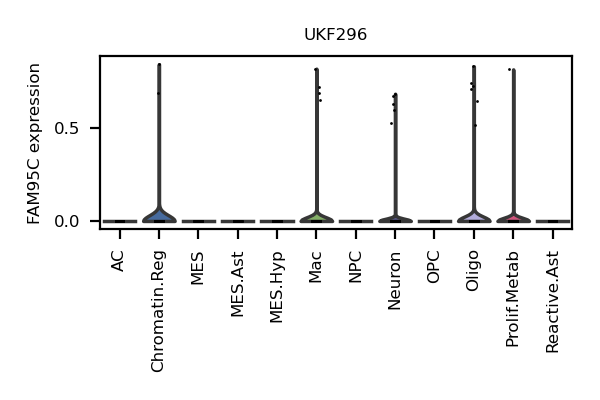 UKF296
FAM95C expression
0.5
0.0
AC
Chromatin.Reg
MES
MES.Ast
MES.Hyp
Mac
NPC
Neuron
OPC
Oligo
Prolif.Metab
Reactive.Ast